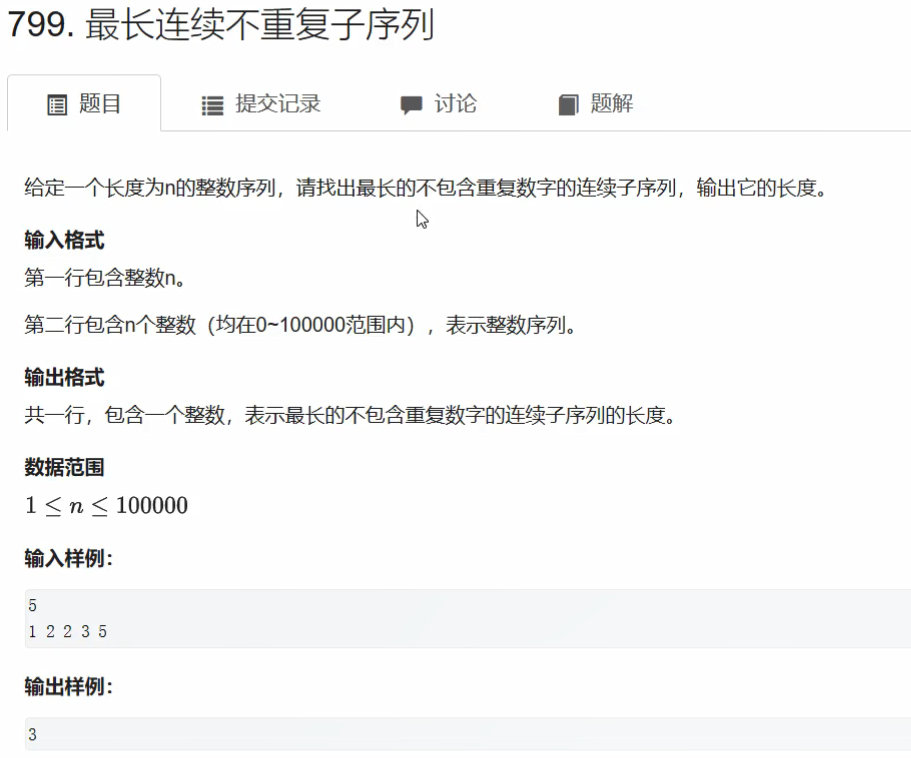 799. 最长连续不重复子序列
题目 提交记录 讨论 题解
给定一个长度为n的整数序列，请找出最长的不包含重复数字的连续子序列，输出它的长度。
输入格式
第一行包含整数n。
第二行包含n个整数（均在0~100000范围内），表示整数序列。
输出格式
共一行，包含一个整数，表示最长的不包含重复数字的连续子序列的长度。
数据范围
1 ≤ n ≤ 100000
输入样例：
5
1 2 2 3 5
输出样例：
3